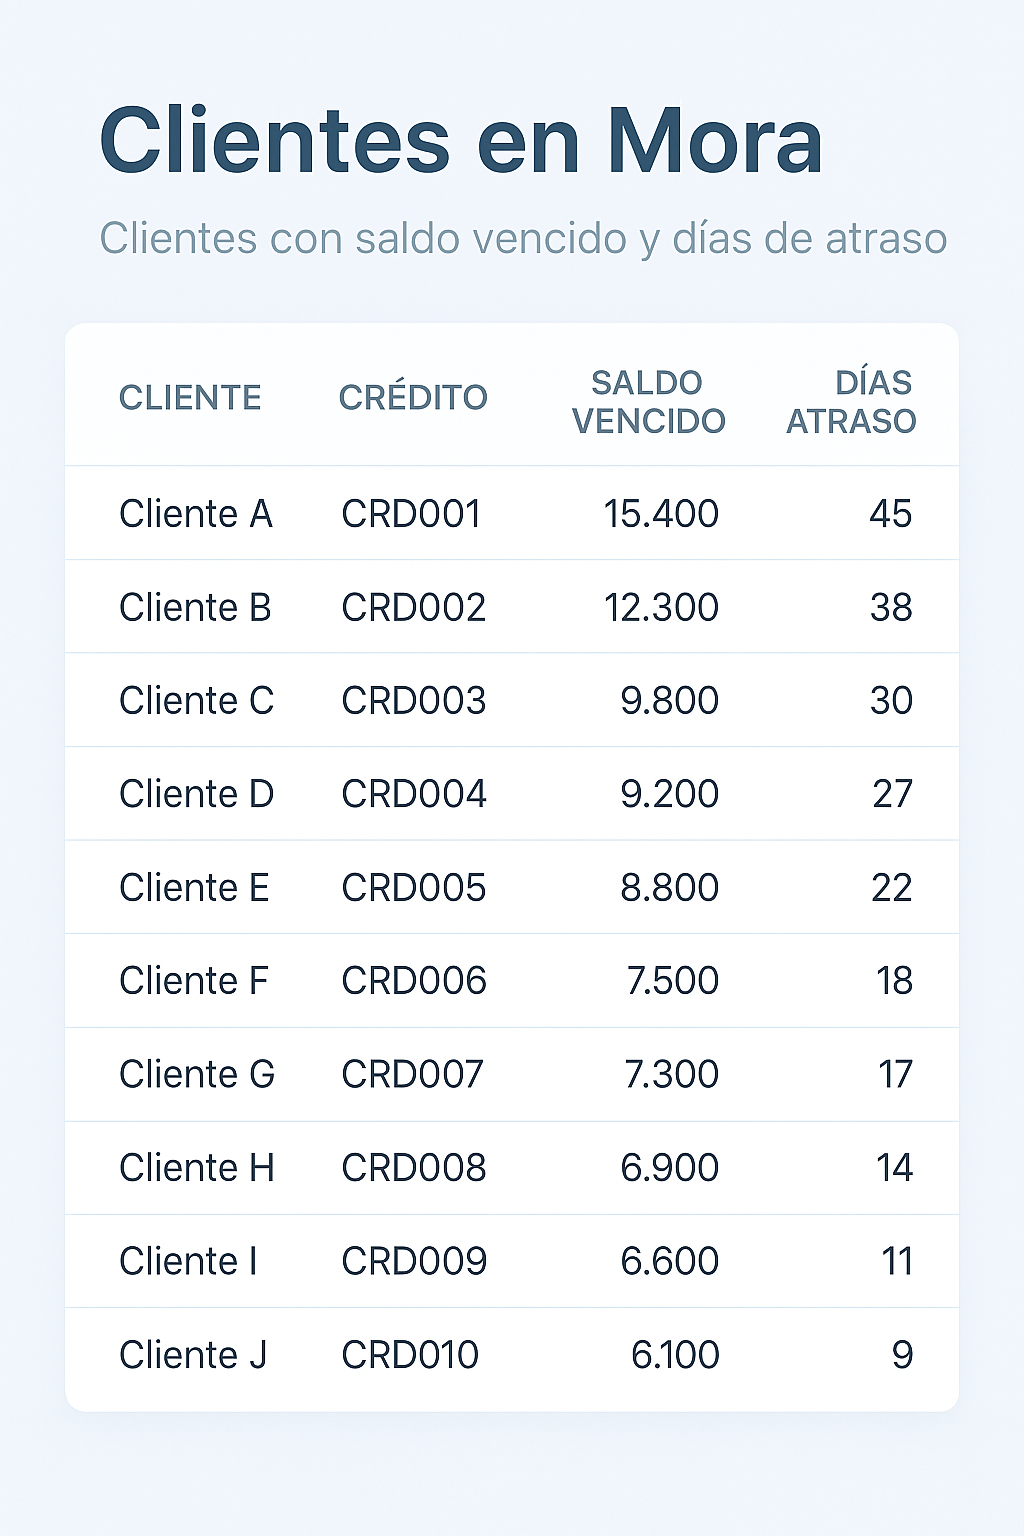 Clientes en Mora
Clientes con saldo vencido y días de atraso
CLIENTE CRÉDITO SALDO VENCIDO DÍAS ATRASO
Cliente A CRD001 15.400 45
Cliente B CRD002 12.300 38
Cliente C CRD003 9.800 30
Cliente D CRD004 9.200 27
Cliente E CRD005 8.800 22
Cliente F CRD006 7.500 18
Cliente G CRD007 7.300 17
Cliente H CRD008 6.900 14
Cliente I CRD009 6.600 11
Cliente J CRD010 6.100 9